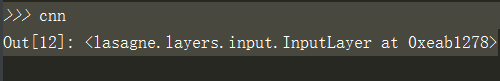 >>> cnn
Out[12]: <lasagne.layers.input.InputLayer at 0xeab1278>